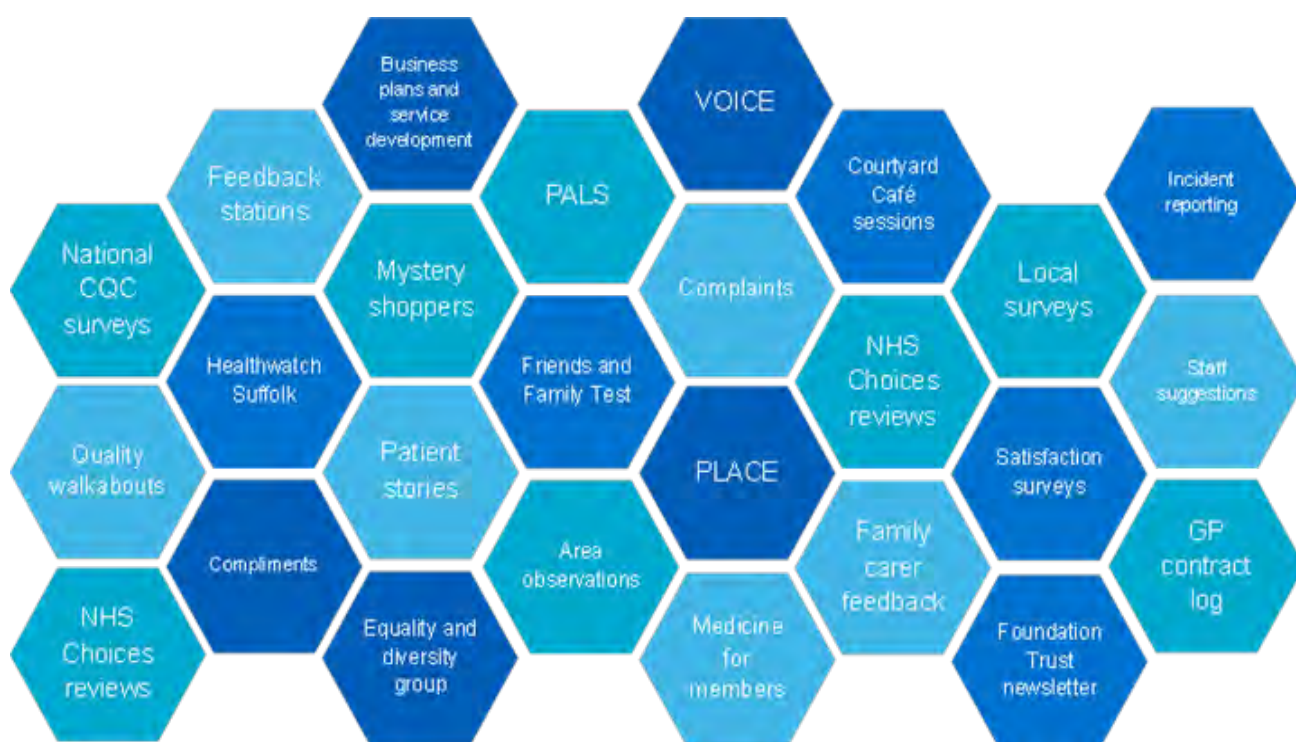 Business
plans and
service
development
VOICE
Feedback
stations
PALS
Courtyard
Café
sessions
Incident
reporting
National
CQC
surveys
Mystery
shoppers
Complaints
Local
surveys
Healthwatch
Suffolk
Friends and
Family Test
NHS
Choices
reviews
Staff
suggestions
Quality
walkabouts
Patient
stories
PLACE
Satisfaction
surveys
Compliments
Area
observations
Family
carer
feedback
GP
contract
log
NHS
Choices
reviews
Equality and
diversity
group
Medicine
for
members
Foundation
Trust
newsletter